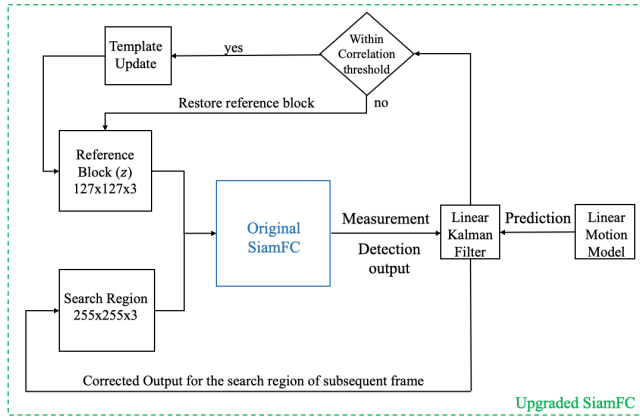 Template
Update
yes
Within
Correlation
threshold
no
Restore reference block
Reference
Block (z)
127x127x3
Original
SiamFC
Measurement
Detection
output
Linear
Kalman
Filter
Prediction
Linear
Motion
Model
Search Region
255x255x3
Corrected Output for the search region of subsequent frame
Upgraded SiamFC